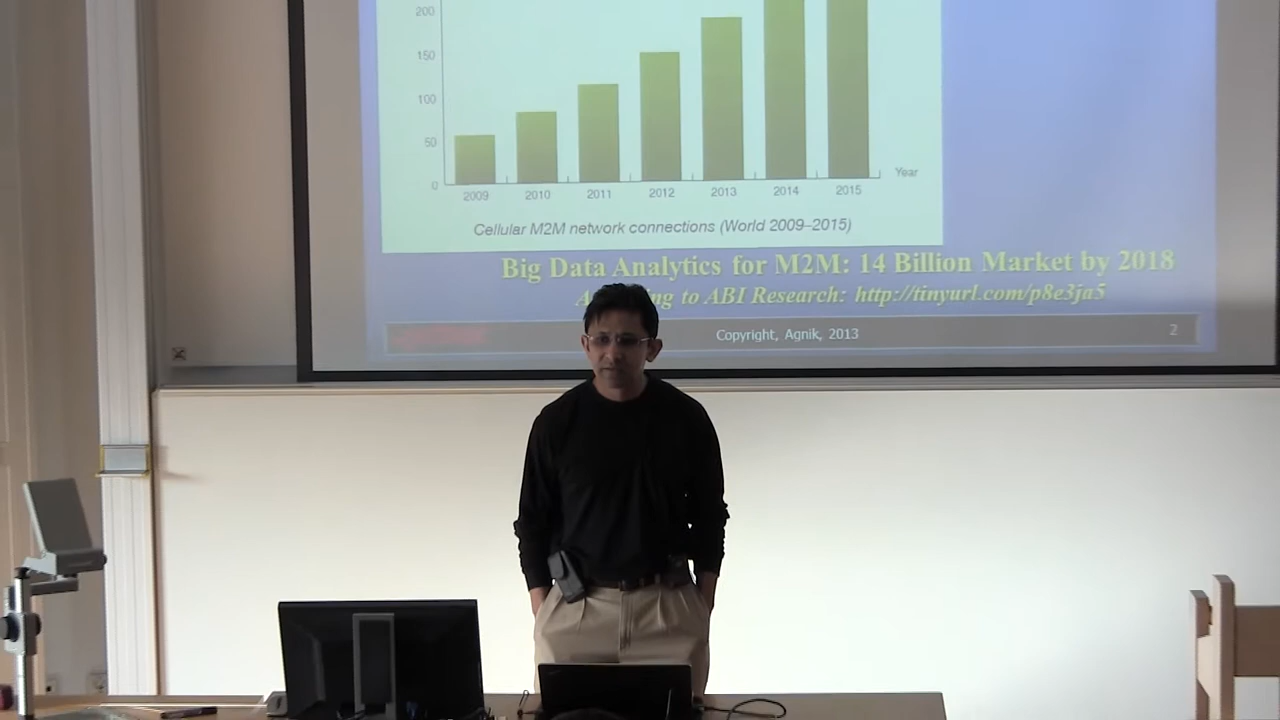 200
150
100
50
0
2009 2010 2011 2012 2013 2014 2015 Year
Cellular M2M network connections (World 2009–2015)
Big Data Analytics for M2M: 14 Billion Market by 2018
to ABI Research: http://tinyurl.com/p8e3ja5
Copyright, Agnik, 2013 2